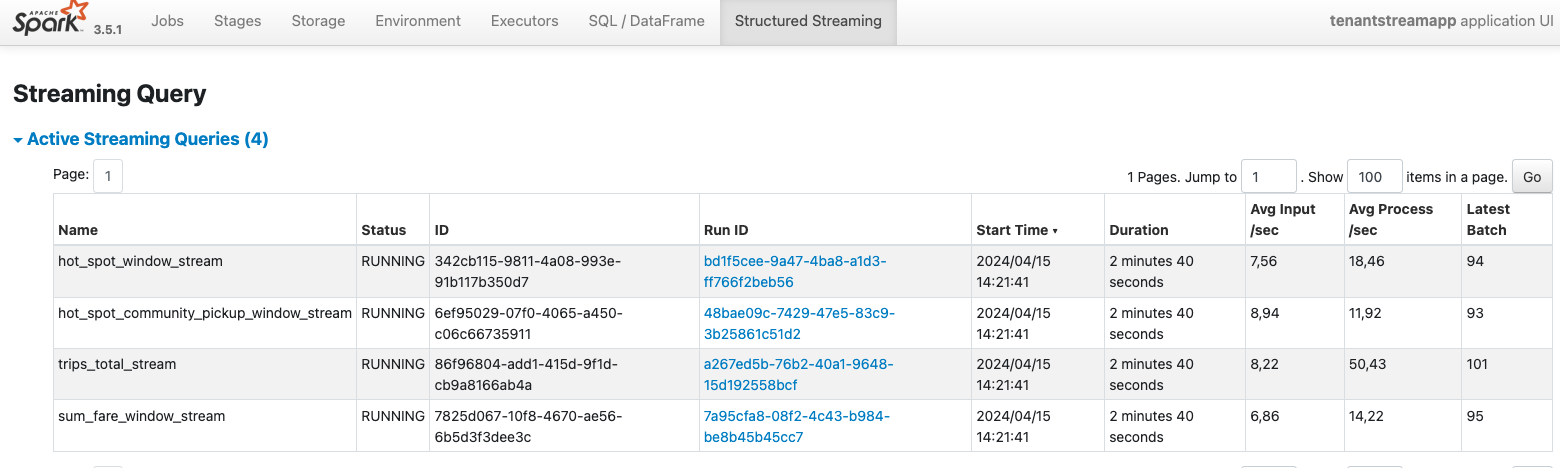 APACHE
Spark 3.5.1 Jobs Stages Storage Environment Executors SQL / DataFrame Structured Streaming tenantstreamapp application UI
Streaming Query
Active Streaming Queries (4)
Page: 1 1 Pages. Jump to 1 . Show 100 items in a page. Go
Name Status ID Run ID Start Time Duration Avg Input /sec Avg Process /sec Latest Batch
hot_spot_window_stream RUNNING 342cb115-9811-4a08-993e- bd1f5cee-9a47-4ba8-a1d3- 2024/04/15 2 minutes 40 7,56 18,46 94
91b117b350d7 ff766f2beb56 14:21:41 seconds
hot_spot_community_pickup_window_stream RUNNING 6ef95029-07f0-4065-a450- 48bae09c-7429-47e5-83c9- 2024/04/15 2 minutes 40 8,94 11,92 93
c06c66735911 3b25861c51d2 14:21:41 seconds
trips_total_stream RUNNING 86f96804-add1-415d-9f1d- a267ed5b-76b2-40a1-9648- 2024/04/15 2 minutes 40 8,22 50,43 101
cb9a8166ab4a 15d192558bcf 14:21:41 seconds
sum_fare_window_stream RUNNING 7825d067-10f8-4670-ae56- 7a95cfa8-08f2-4c43-b984- 2024/04/15 2 minutes 40 6,86 14,22 95
6b5d3f3dee3c be8b45b45cc7 14:21:41 seconds